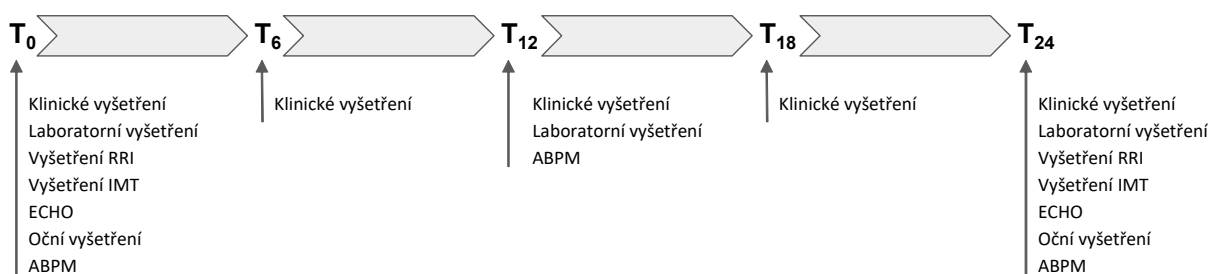 T0 T6 T12 T18 T24
Klinické vyšetření
Laboratorní vyšetření
Vyšetření RRI
Vyšetření IMT
ECHO
Oční vyšetření
ABPM
Klinické vyšetření
Klinické vyšetření
Laboratorní vyšetření
ABPM
Klinické vyšetření
Klinické vyšetření
Laboratorní vyšetření
Vyšetření RRI
Vyšetření IMT
ECHO
Oční vyšetření
ABPM